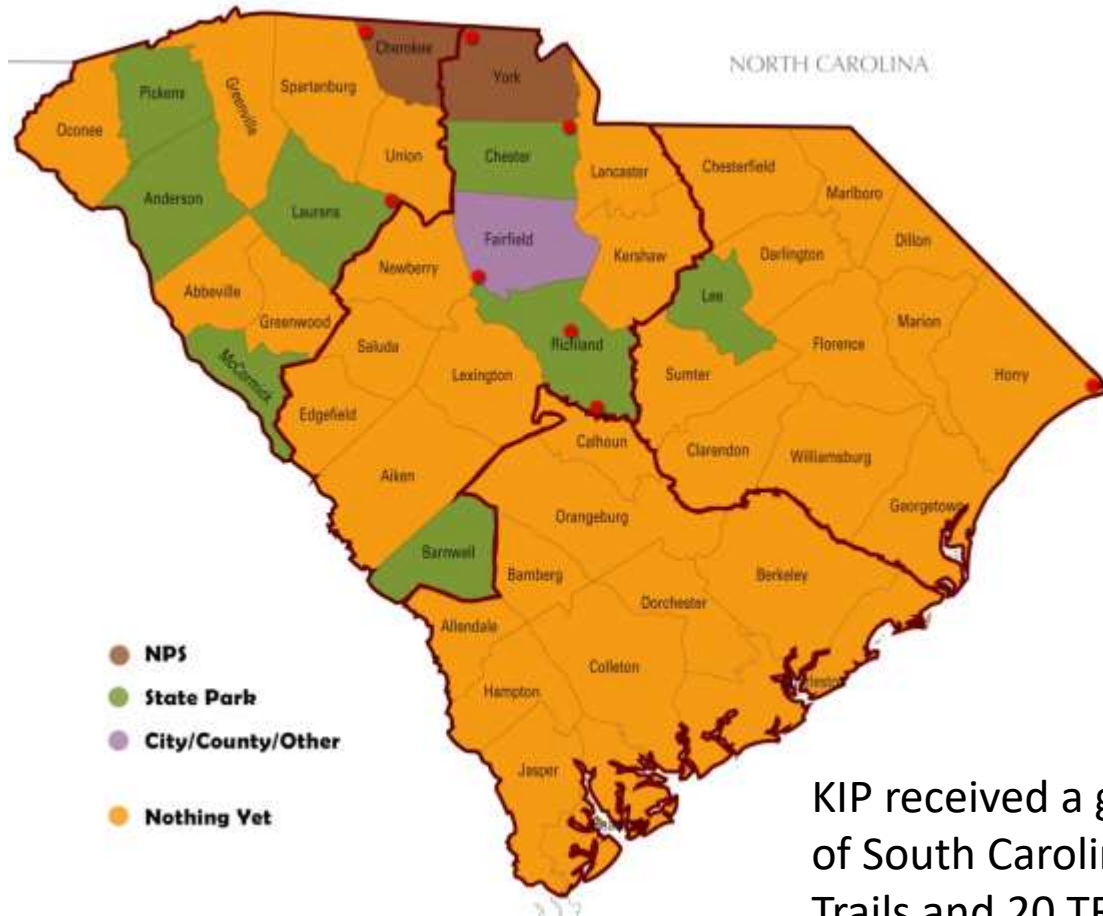 NORTH CAROLINA
Cherokee
York
Pickens
Greenville
Spartanburg
Oconee
Union
Chester
Lancaster
Chesterfield
Marlboro
Anderson
Laurens
Fairfield
Dillon
Newberry
Kershaw
Darlington
Abbeville
Lee
Greenwood
Marion
McCormick
Saluda
Richland
Florence
Lexington
Sumter
Horry
Edgefield
Calhoun
Clarendon
Williamsburg
Aiken
Georgetown
Orangeburg
Barnwell
Bamberg
Berkeley
Dorchester
Allendale
Colleton
Hampton
Jasper
NPS
State Park
City/County/Other
Nothing Yet
KIP received a
of South Carolin
Trails and 20 TF